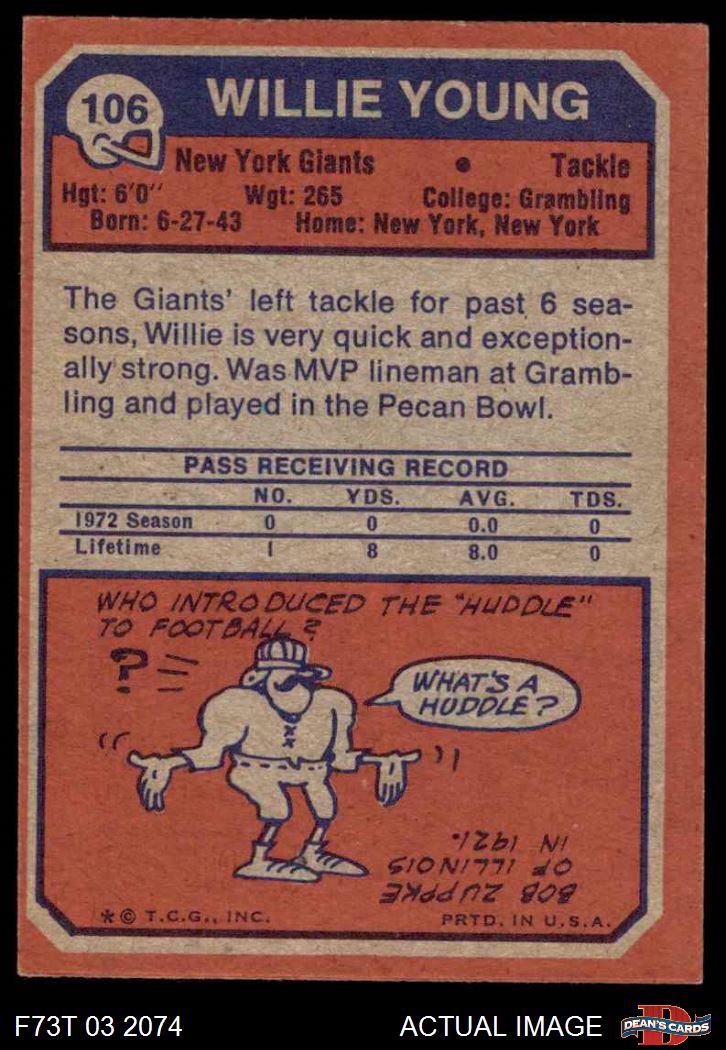 106
WILLIE YOUNG
New York Giants • Tackle
Hgt: 6'0" Wgt: 265 College: Grambling
Born: 6-27-43 Home: New York, New York
The Giants' left tackle for past 6 sea-
sons, Willie is very quick and exception-
ally strong. Was MVP lineman at Gramb-
ling and played in the Pecan Bowl.
PASS RECEIVING RECORD
NO. YDS. AVG. TDS.
1972 Season 0 0 0.0 0
Lifetime 1 8 8.0 0
WHO INTRODUCED THE "HUDDLE"
TO FOOTBALL?
?
WHAT'S A
HUDDLE?
BOB ZUPPKE
OF ILLINOIS
IN 1921.
* © T.C.G., INC. PRTD. IN U.S.A.
F73T 03 2074 ACTUAL IMAGE
D
DEAN'S CARDS